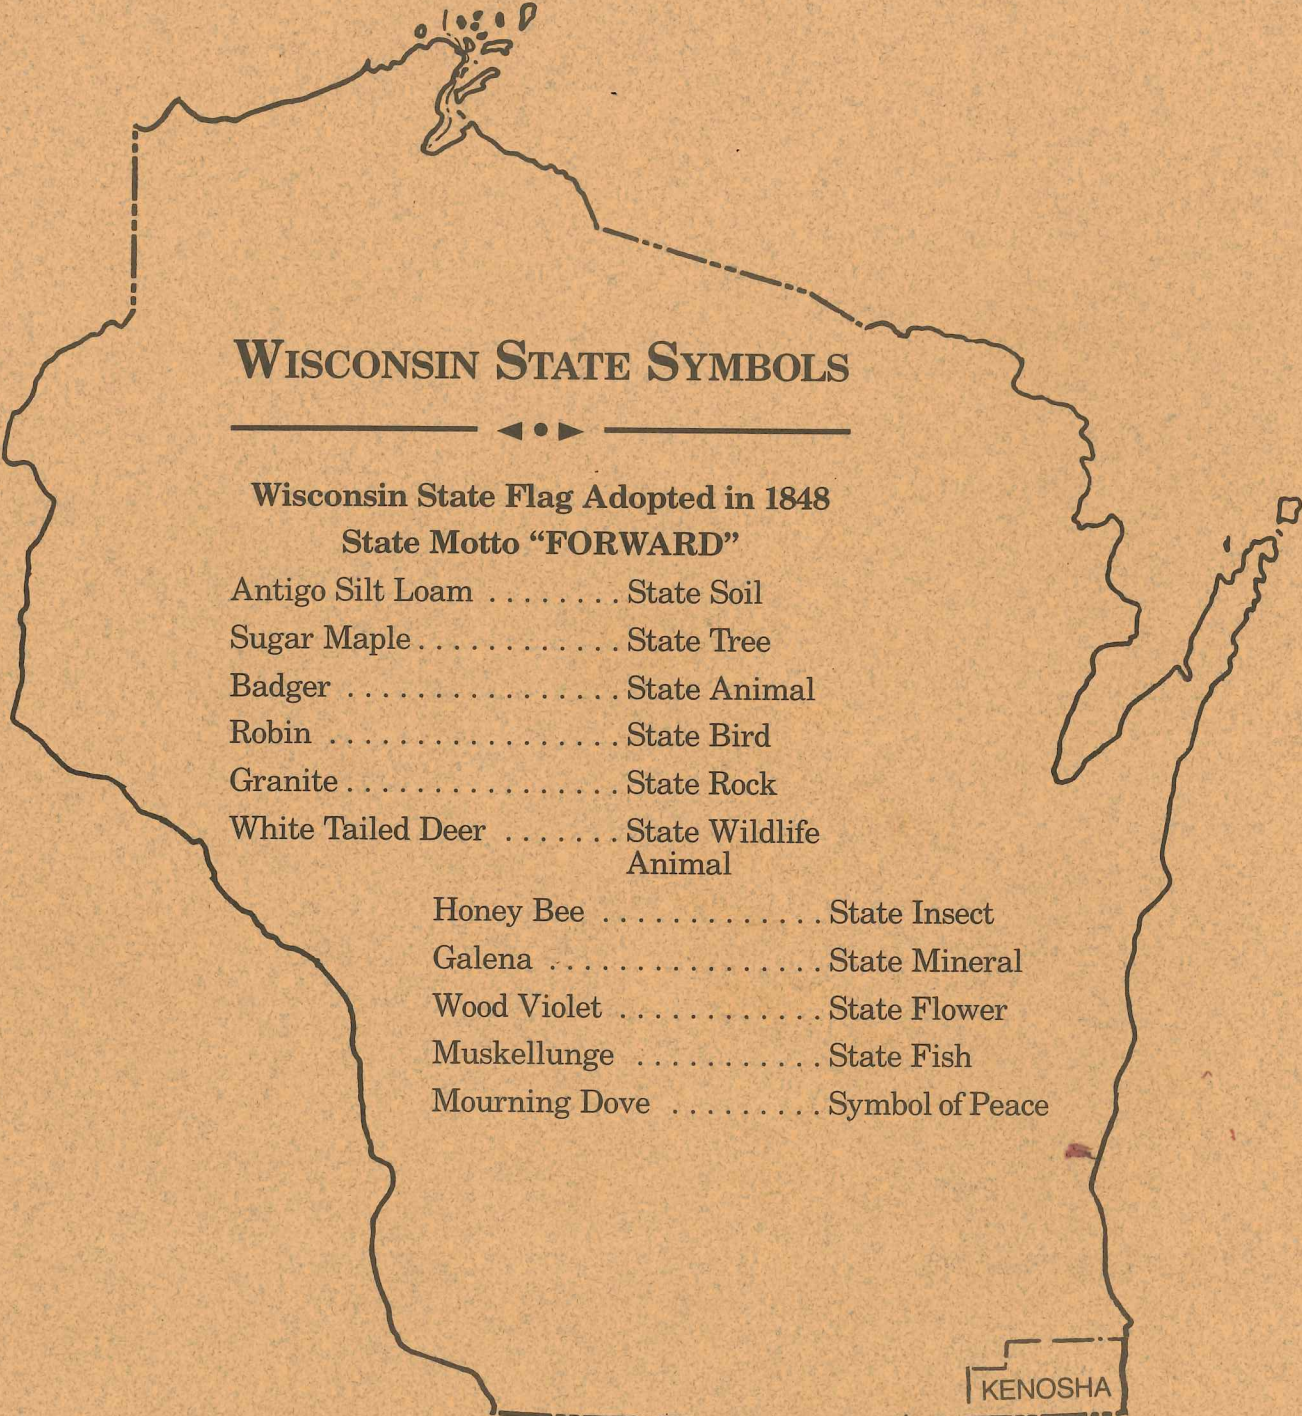 WISCONSIN STATE SYMBOLS
Wisconsin State Flag Adopted in 1848
State Motto “FORWARD”
Antigo Silt Loam ........ State Soil
Sugar Maple ............ State Tree
Badger ................ State Animal
Robin ................. State Bird
Granite ................ State Rock
White Tailed Deer ....... State Wildlife
Animal
Honey Bee ............. State Insect
Galena ................ State Mineral
Wood Violet ............ State Flower
Muskellunge ........... State Fish
Mourning Dove ......... Symbol of Peace
KENOSHA